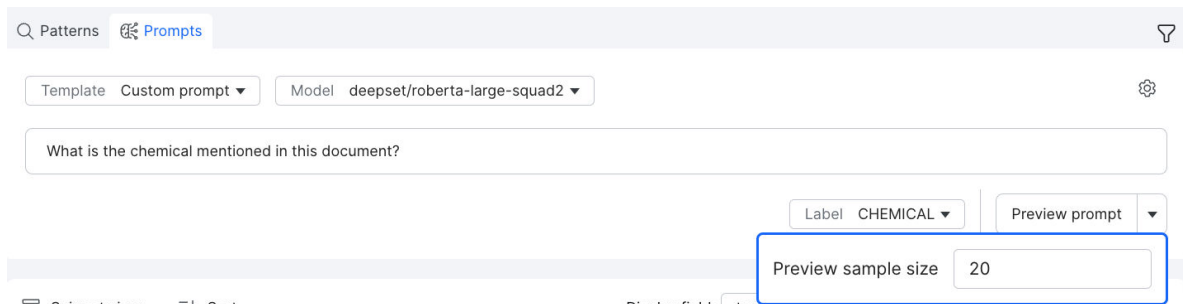 Patterns Prompts
Template Custom prompt Model deepset/roberta-large-squad2
What is the chemical mentioned in this document?
Label CHEMICAL Preview prompt
Preview sample size 20